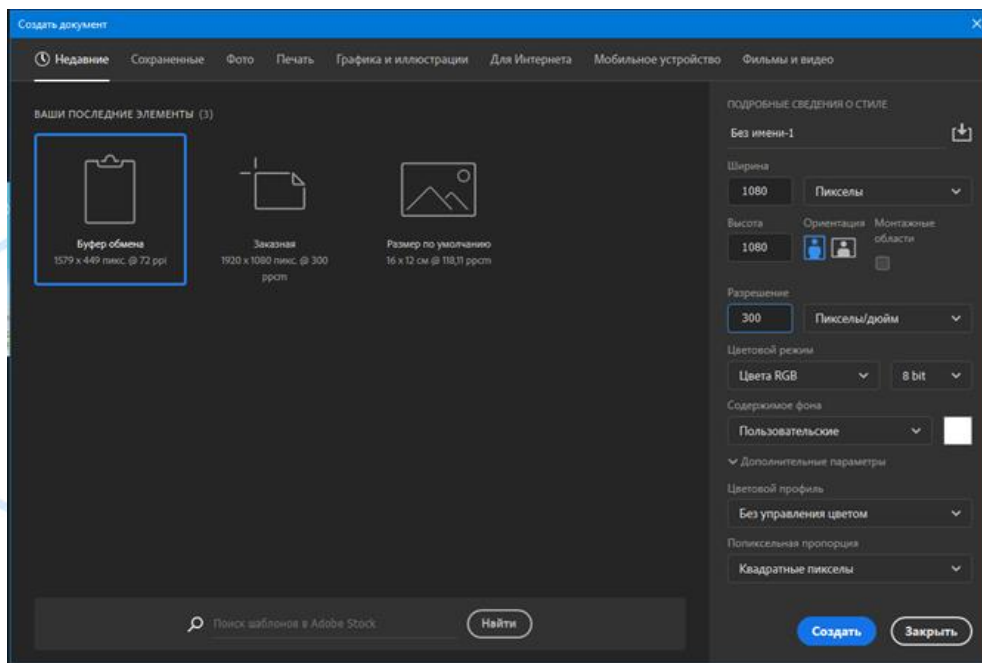 Создать документ
Недавние Сохраненные Фото Печать Графика и иллюстрации Для Интернета Мобильное устройство Фильмы и видео
ВАШИ ПОСЛЕДНИЕ ЭЛЕМЕНТЫ (3)
Буфер обмена
1579 x 449 пикс. @ 72 ppi
Заказная
1920 x 1080 пикс. @ 300
ppcm
Размер по умолчанию
16 x 12 см @ 118,11 ppcm
Поиск шаблонов в Adobe Stock
Найти
ПОДРОБНЫЕ СВЕДЕНИЯ О СТИЛЕ
Без имени-1
Ширина
1080 Пикселы
Высота Ориентация Монтажные
области
1080
Разрешение
300 Пикселы/дюйм
Цветовой режим
Цвета RGB 8 bit
Содержимое фона
Пользовательские
Дополнительные параметры
Цветовой профиль
Без управления цветом
Попиксельная пропорция
Квадратные пикселы
Создать Закрыть